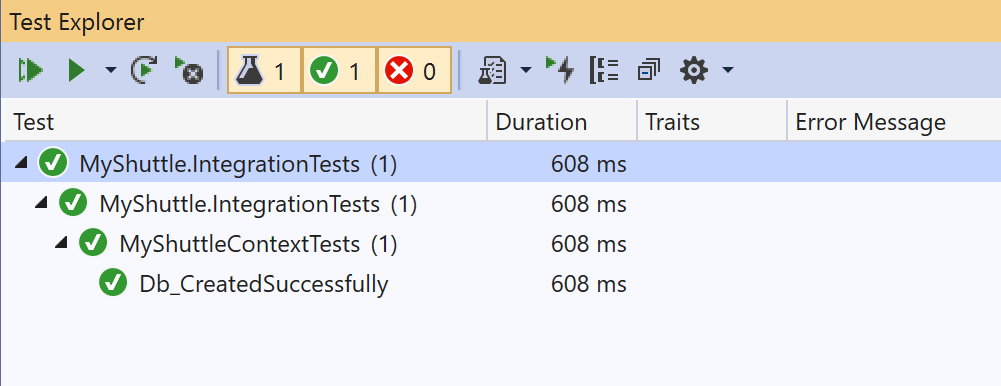 Test Explorer
1 1 0
Test Duration Traits Error Message
MyShuttle.IntegrationTests (1) 608 ms
MyShuttle.IntegrationTests (1) 608 ms
MyShuttleContextTests (1) 608 ms
Db_CreatedSuccessfully 608 ms